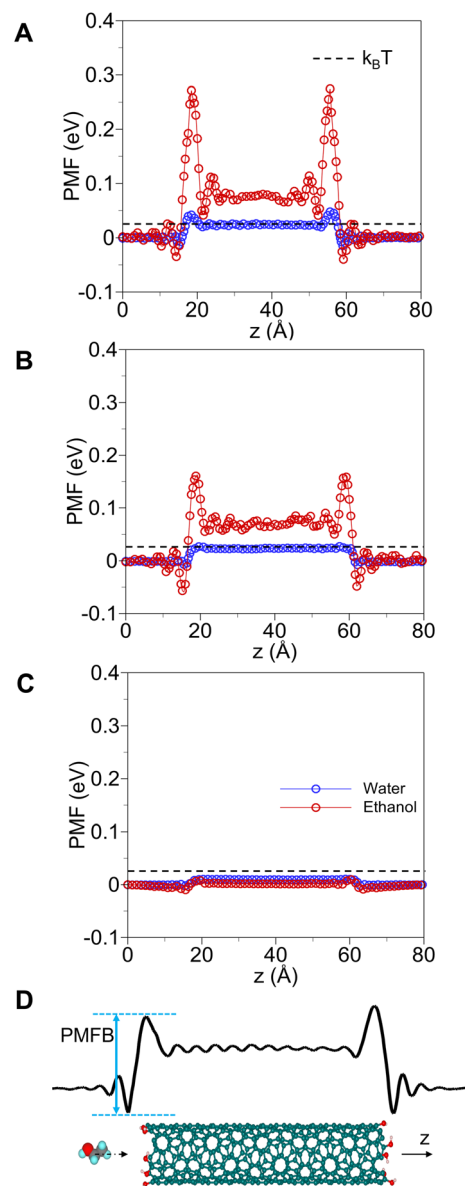 A
0.4
0.3
0.2
0.1
0
-0.1
PMF (eV)
k_BT
0 20 40 60 80
z (Å)
B
0.4
0.3
0.2
0.1
0
-0.1
PMF (eV)
0 20 40 60 80
z (Å)
C
0.4
0.3
0.2
0.1
0
-0.1
PMF (eV)
Water
Ethanol
0 20 40 60 80
z (Å)
D
PMFB
z